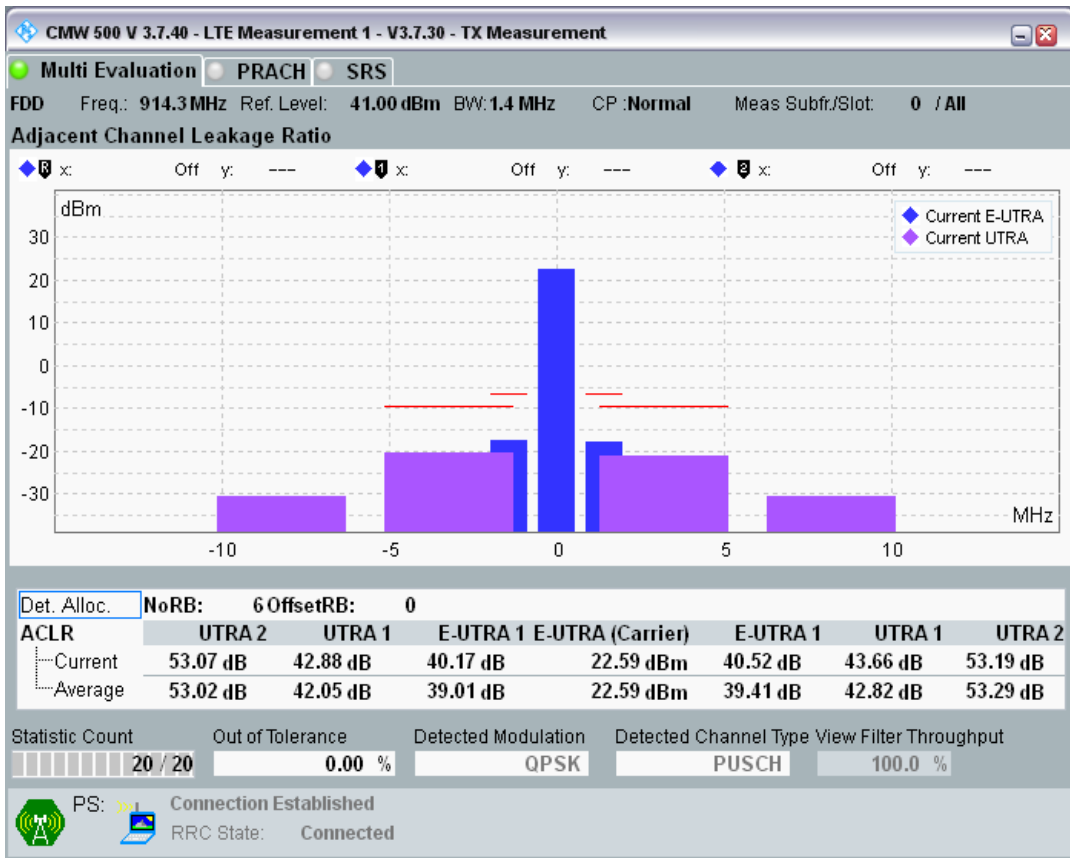 CMW 500 V 3.7.40 - LTE Measurement 1 - V3.7.30 - TX Measurement
Multi Evaluation PRACH SRS
FDD Freq.: 914.3 MHz Ref. Level: 41.00 dBm BW: 1.4 MHz CP :Normal Meas Subfr./Slot: 0 / All
Adjacent Channel Leakage Ratio
R x: Off y: --- 1 x: Off y: --- 2 x: Off y: ---
dBm
Current E-UTRA
Current UTRA
30
20
10
0
-10
-20
-30
MHz
-10 -5 0 5 10
Det. Alloc. NoRB: 6 OffsetRB: 0
ACLR UTRA 2 UTRA 1 E-UTRA 1 E-UTRA (Carrier) E-UTRA 1 UTRA 1 UTRA 2
Current 53.07 dB 42.88 dB 40.17 dB 22.59 dBm 40.52 dB 43.66 dB 53.19 dB
Average 53.02 dB 42.05 dB 39.01 dB 22.59 dBm 39.41 dB 42.82 dB 53.29 dB
Statistic Count Out of Tolerance Detected Modulation Detected Channel Type View Filter Throughput
20 / 20 0.00 % QPSK PUSCH 100.0 %
PS: Connection Established
RRC State: Connected